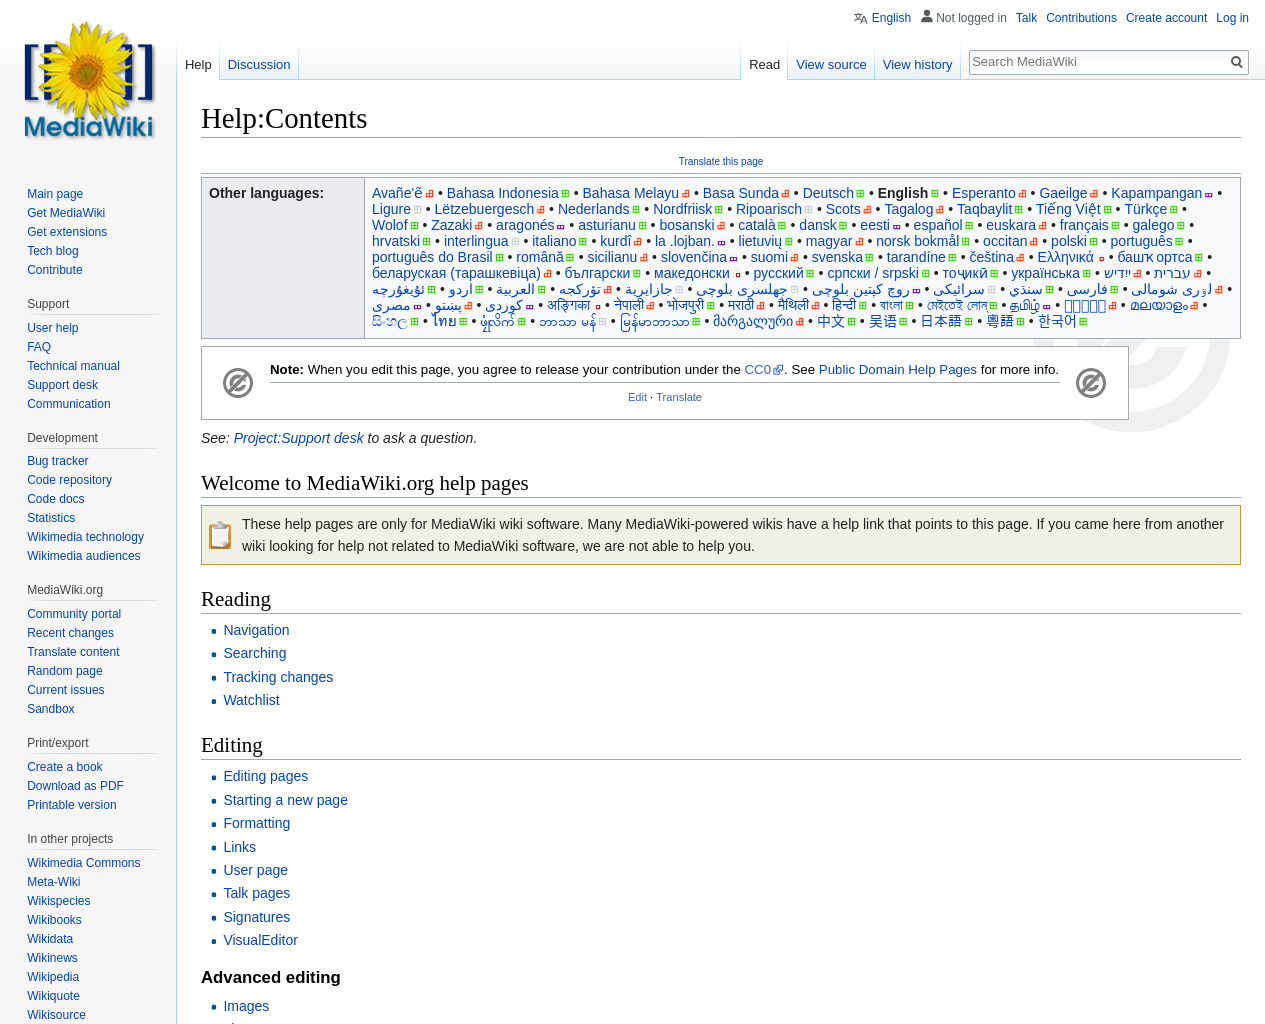 English Not logged in Talk Contributions Create account Log in
Help Discussion Read View source View history Search MediaWiki
MediaWiki
Main page
Get MediaWiki
Get extensions
Tech blog
Contribute
Support
User help
FAQ
Technical manual
Support desk
Communication
Development
Bug tracker
Code repository
Code docs
Statistics
Wikimedia technology
Wikimedia audiences
MediaWiki.org
Community portal
Recent changes
Translate content
Random page
Current issues
Sandbox
Print/export
Create a book
Download as PDF
Printable version
In other projects
Wikimedia Commons
Meta-Wiki
Wikispecies
Wikibooks
Wikidata
Wikinews
Wikipedia
Wikiquote
Wikisource
Help:Contents
Translate this page
Other languages:
Avañe'ẽ • Bahasa Indonesia • Bahasa Melayu • Basa Sunda • Deutsch • English • Esperanto • Gaeilge • Kapampangan •
Ligure • Lëtzebuergesch • Nederlands • Nordfriisk • Ripoarisch • Scots • Tagalog • Taqbaylit • Tiếng Việt • Türkçe •
Wolof • Zazaki • aragonés • asturianu • bosanski • català • dansk • eesti • español • euskara • français • galego •
hrvatski • interlingua • italiano • kurdî • la .lojban. • lietuvių • magyar • norsk bokmål • occitan • polski • português •
português do Brasil • română • sicilianu • slovenčina • suomi • svenska • tarandíne • čeština • Ελληνικά • башҡортса •
беларуская (тарашкевіца) • български • македонски • русский • српски / srpski • тоҷикӣ • українська • ייִדיש • עברית •
ئۇيغۇرچە • اردو • العربية • تۆرکجه • جازايرية • جهلسری بلوچی • روچ کپتین بلوچی • سرائیکی • سنڌي • فارسی • لۊری شومالی •
مصرى • پښتو • کوردی • अङ्गिका • नेपाली • भोजपुरी • मराठी • मैथिली • हिन्दी • বাংলা • মেইতেই লোন্ • தமிழ் • മലയാളം •
සිංහල • ไทย • ၽႃႇသႃႇတႆး • ဘာသာ မန် • မြန်မာဘာသာ • მარგალური • 中文 • 吴语 • 日本語 • 粵語 • 한국어
Note: When you edit this page, you agree to release your contribution under the CC0. See Public Domain Help Pages for more info.
Edit · Translate
See: Project:Support desk to ask a question.
Welcome to MediaWiki.org help pages
These help pages are only for MediaWiki wiki software. Many MediaWiki-powered wikis have a help link that points to this page. If you came here from another
wiki looking for help not related to MediaWiki software, we are not able to help you.
Reading
Navigation
Searching
Tracking changes
Watchlist
Editing
Editing pages
Starting a new page
Formatting
Links
User page
Talk pages
Signatures
VisualEditor
Advanced editing
Images